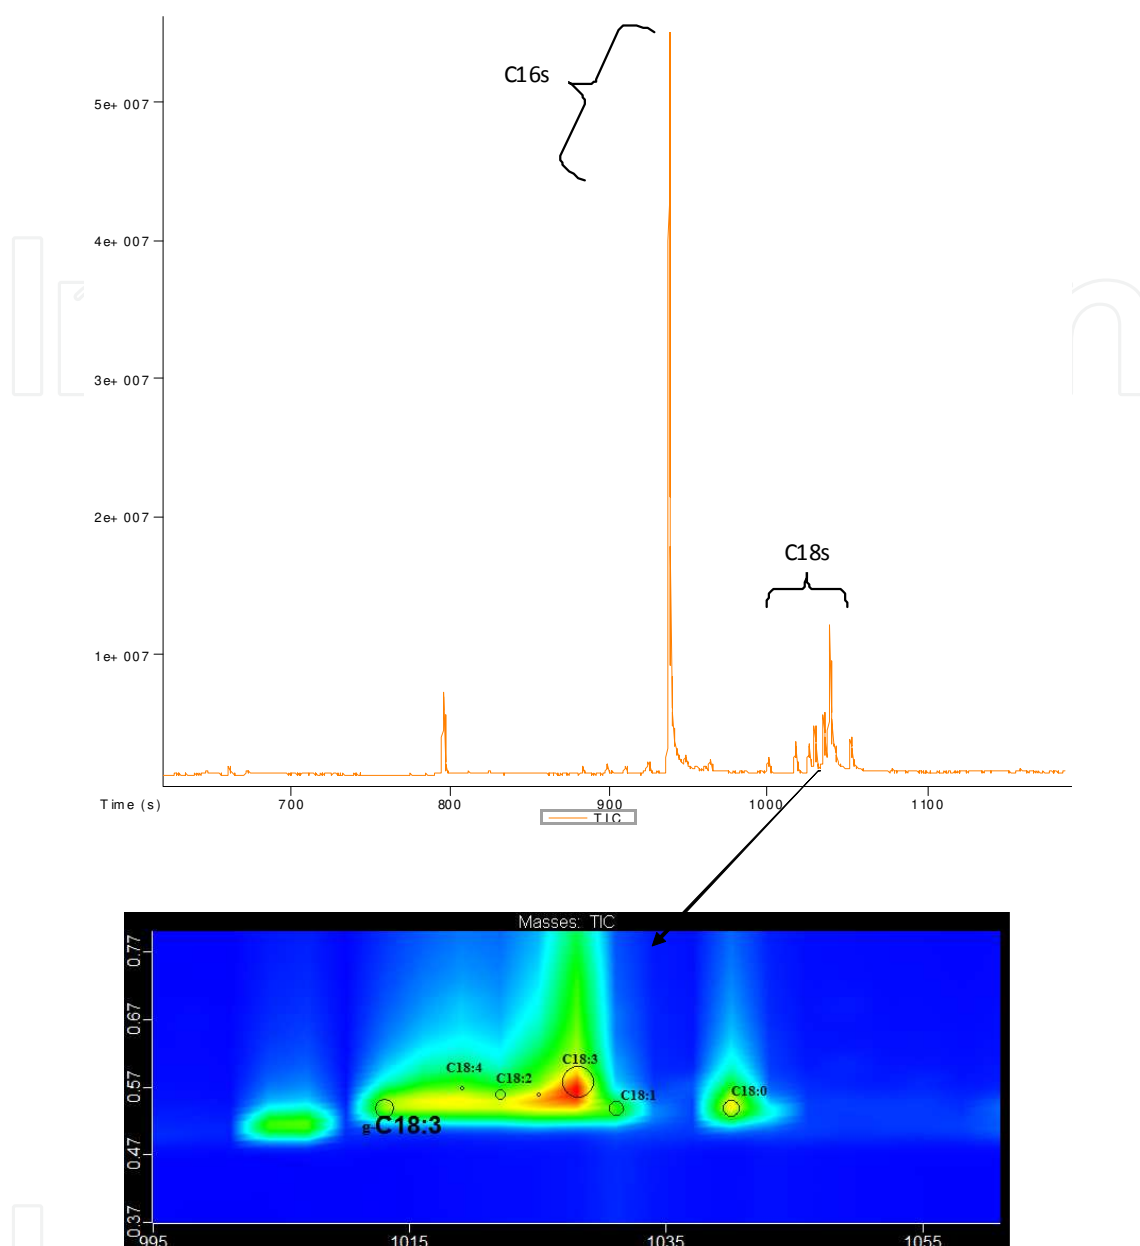 C16s
5e+ 007
4e+ 007
3e+ 007
2e+ 007
C18s
1e+ 007
Time (s) 700 800 900 1000 1100
TIC
Masses: TIC
0.77
0.67
0.57
0.47
0.37
C18:4
C18:2
C18:3
C18:1
C18:0
g-C18:3
995 1015 1035 1055